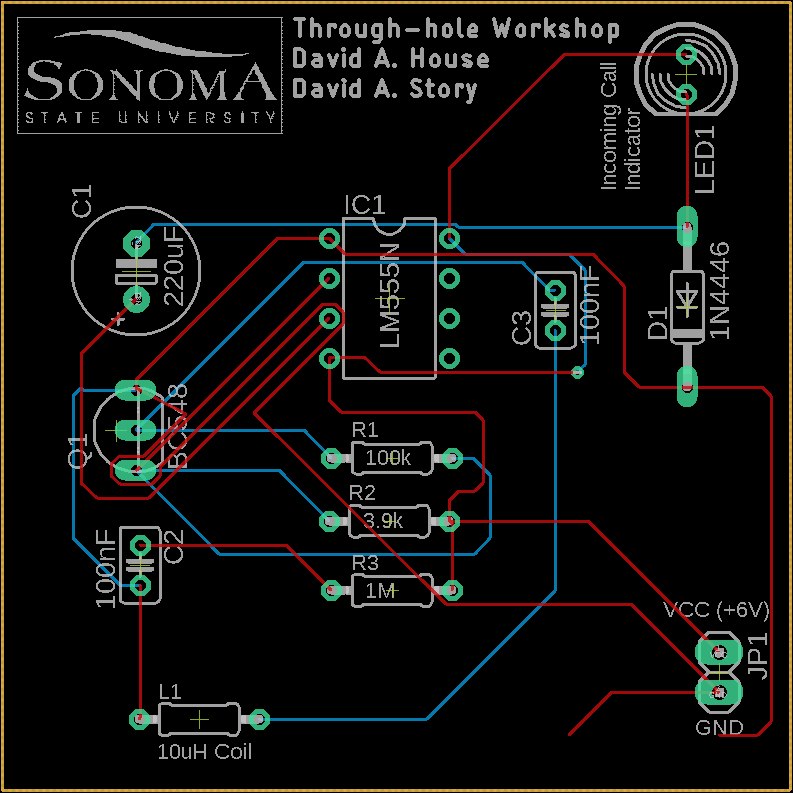 Through-hole Workshop
David A. House
David A. Story
SONOMA
STATE UNIVERSITY
Incoming Call
Indicator
LED1
C1
220uF
+
IC1
LM555N
C3
100nF
D1
1N4446
Q1
BC548
R1
100k
R2
3.9k
R3
1M
C2
100nF
L1
10uH Coil
VCC (+6V)
JP1
GND